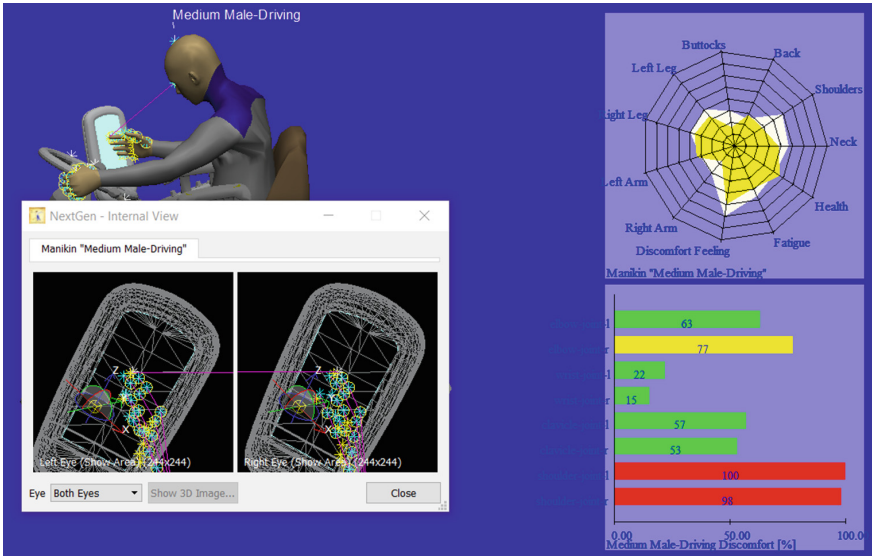 Medium Male-Driving
NextGen - Internal View
Manikin "Medium Male-Driving"
Z
Y
X
Left Eye (Show Area) (244x244)
Z
Y
X
Right Eye (Show Area) (244x244)
Eye
Both Eyes
Show 3D Image...
Close
Buttocks
Back
Left Leg
Shoulders
Right Leg
Neck
Left Arm
Health
Right Arm
Discomfort Feeling
Fatigue
Manikin "Medium Male-Driving"
63
77
22
15
57
53
100
98
0.00
50.00
100.00
Medium Male-Driving Discomfort [%]